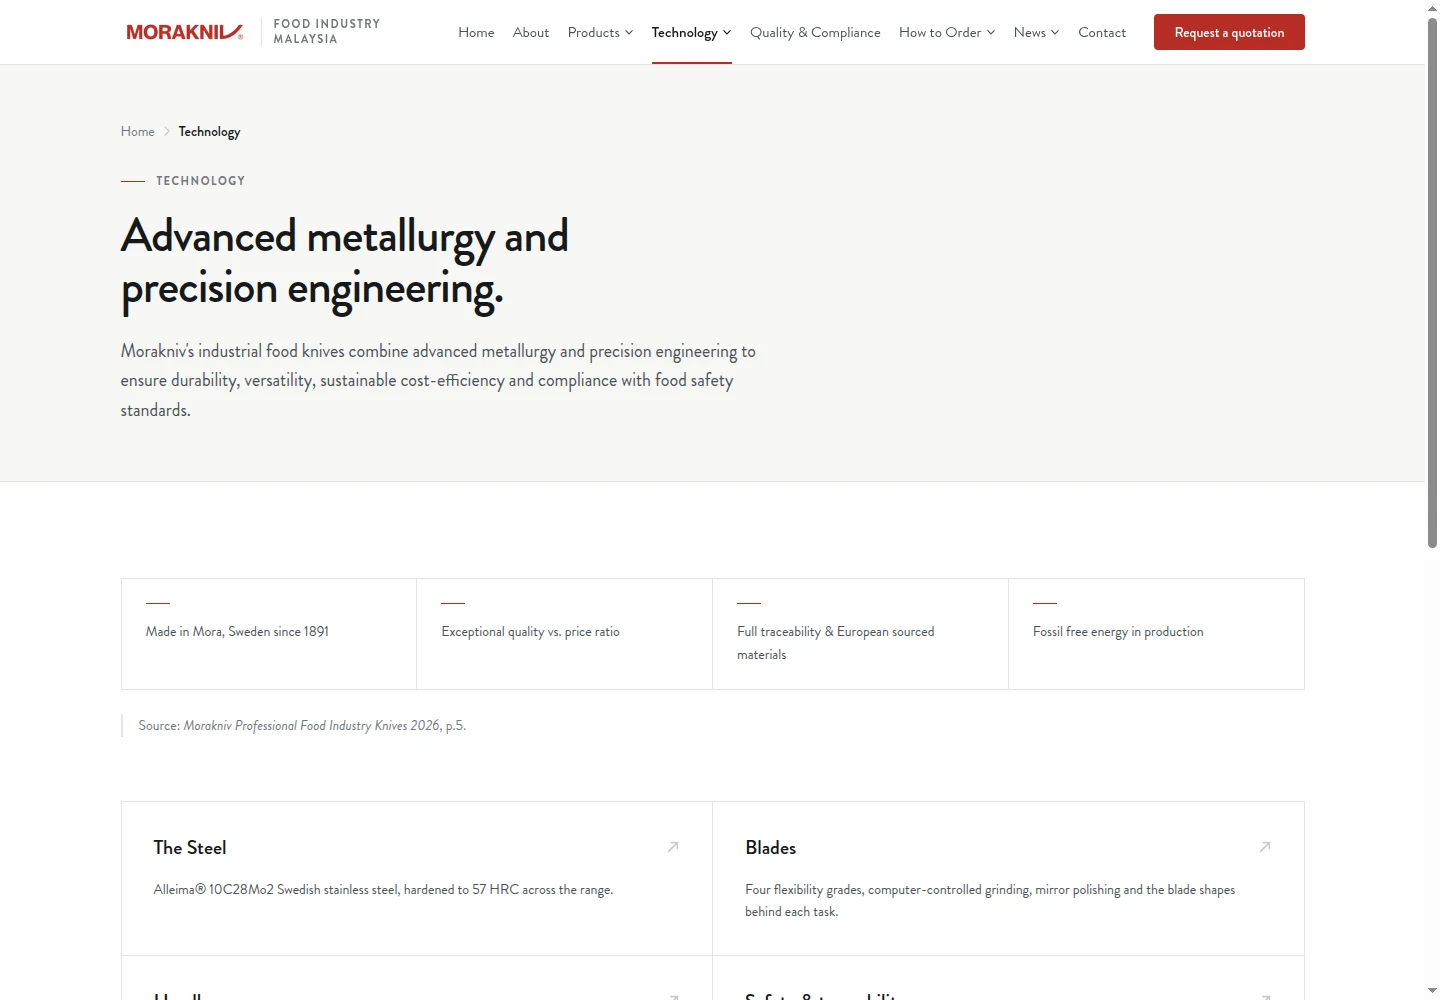 MORAKNIV®
FOOD INDUSTRY
MALAYSIA
Home About Products Technology Quality & Compliance How to Order News Contact Request a quotation
Home > Technology
TECHNOLOGY
Advanced metallurgy and
precision engineering.
Morakniv's industrial food knives combine advanced metallurgy and precision engineering to
ensure durability, versatility, sustainable cost-efficiency and compliance with food safety
standards.
Made in Mora, Sweden since 1891
Exceptional quality vs. price ratio
Full traceability & European sourced
materials
Fossil free energy in production
Source: Morakniv Professional Food Industry Knives 2026, p.5.
The Steel
Alleima® 10C28Mo2 Swedish stainless steel, hardened to 57 HRC across the range.
Blades
Four flexibility grades, computer-controlled grinding, mirror polishing and the blade shapes
behind each task.